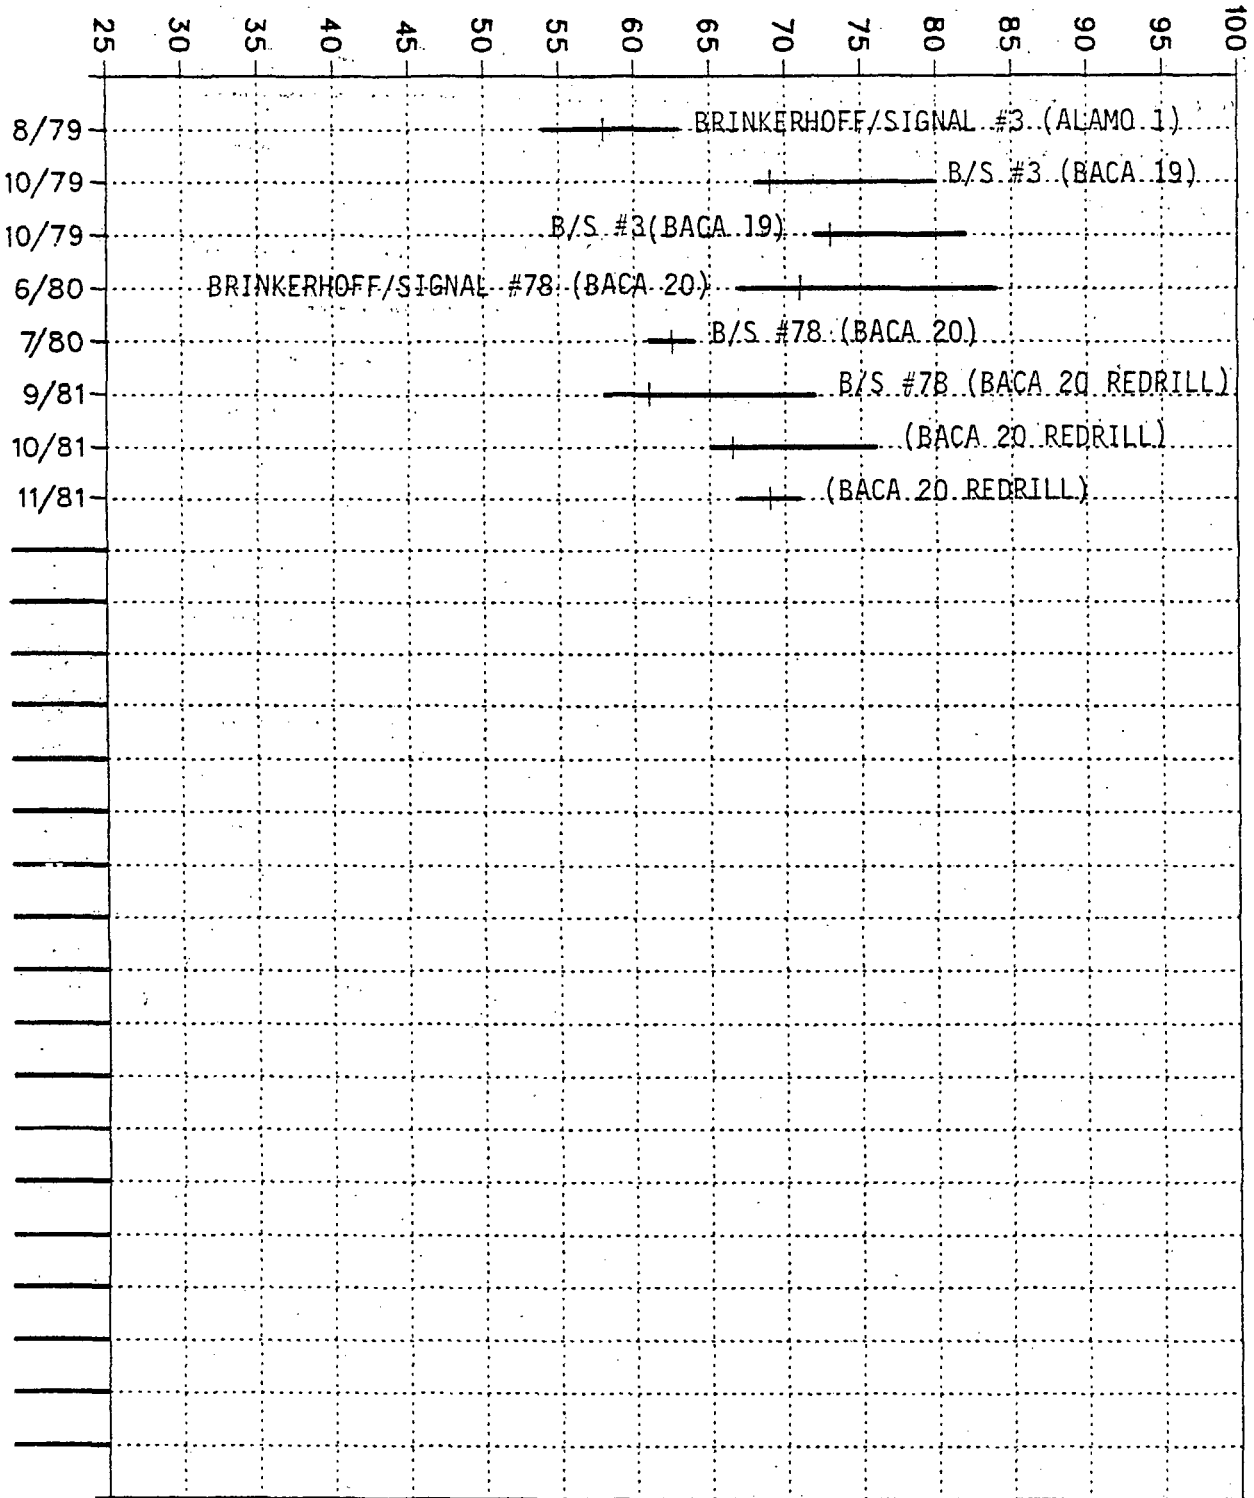 25 30 35 40 45 50 55 60 65 70 75 80 85 90 95 100
8/79 BRINKERHOFF/SIGNAL #3 (ALAMO 1)
10/79 B/S #3 (BACA 19)
10/79 B/S #3(BACA 19)
6/80 BRINKERHOFF/SIGNAL #78 (BACA 20)
7/80 B/S #78 (BACA 20)
9/81 B/S #78 (BACA 20 REDRILL)
10/81 (BACA 20 REDRILL)
11/81 (BACA 20 REDRILL)